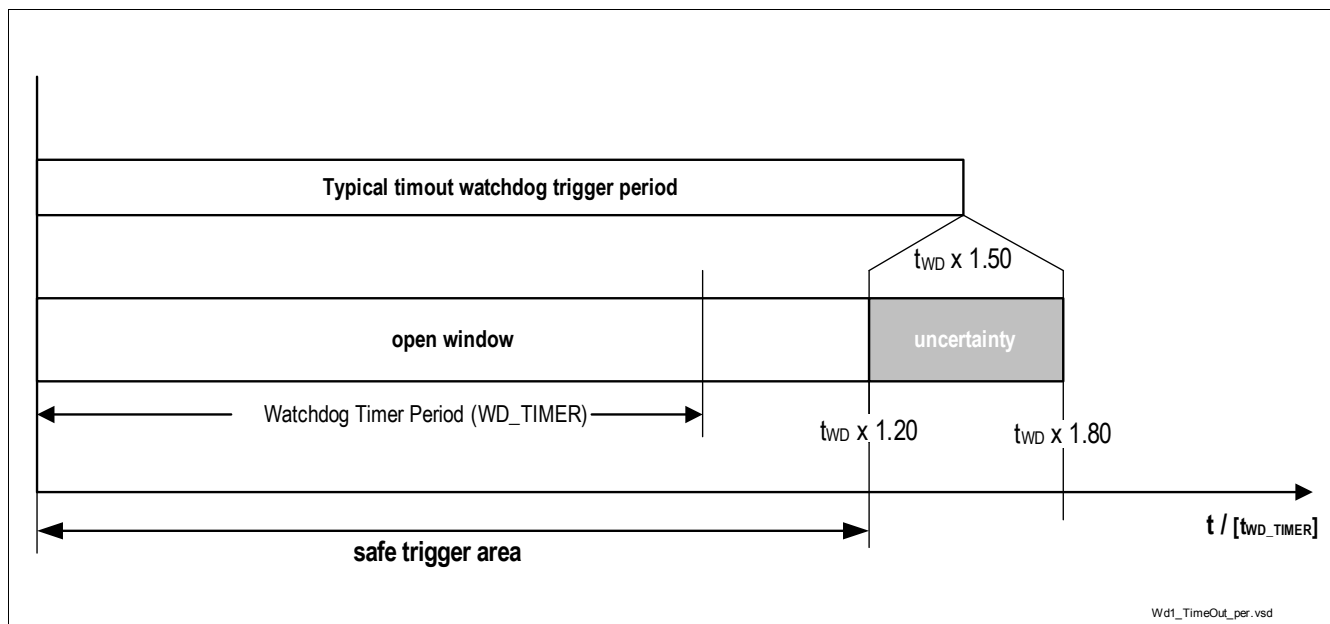 Typical timout watchdog trigger period
tWD x 1.50
open window
uncertainty
Watchdog Timer Period (WD_TIMER)
tWD x 1.20
tWD x 1.80
t / [tWD_TIMER]
safe trigger area
Wd1_TimeOut_per.vsd